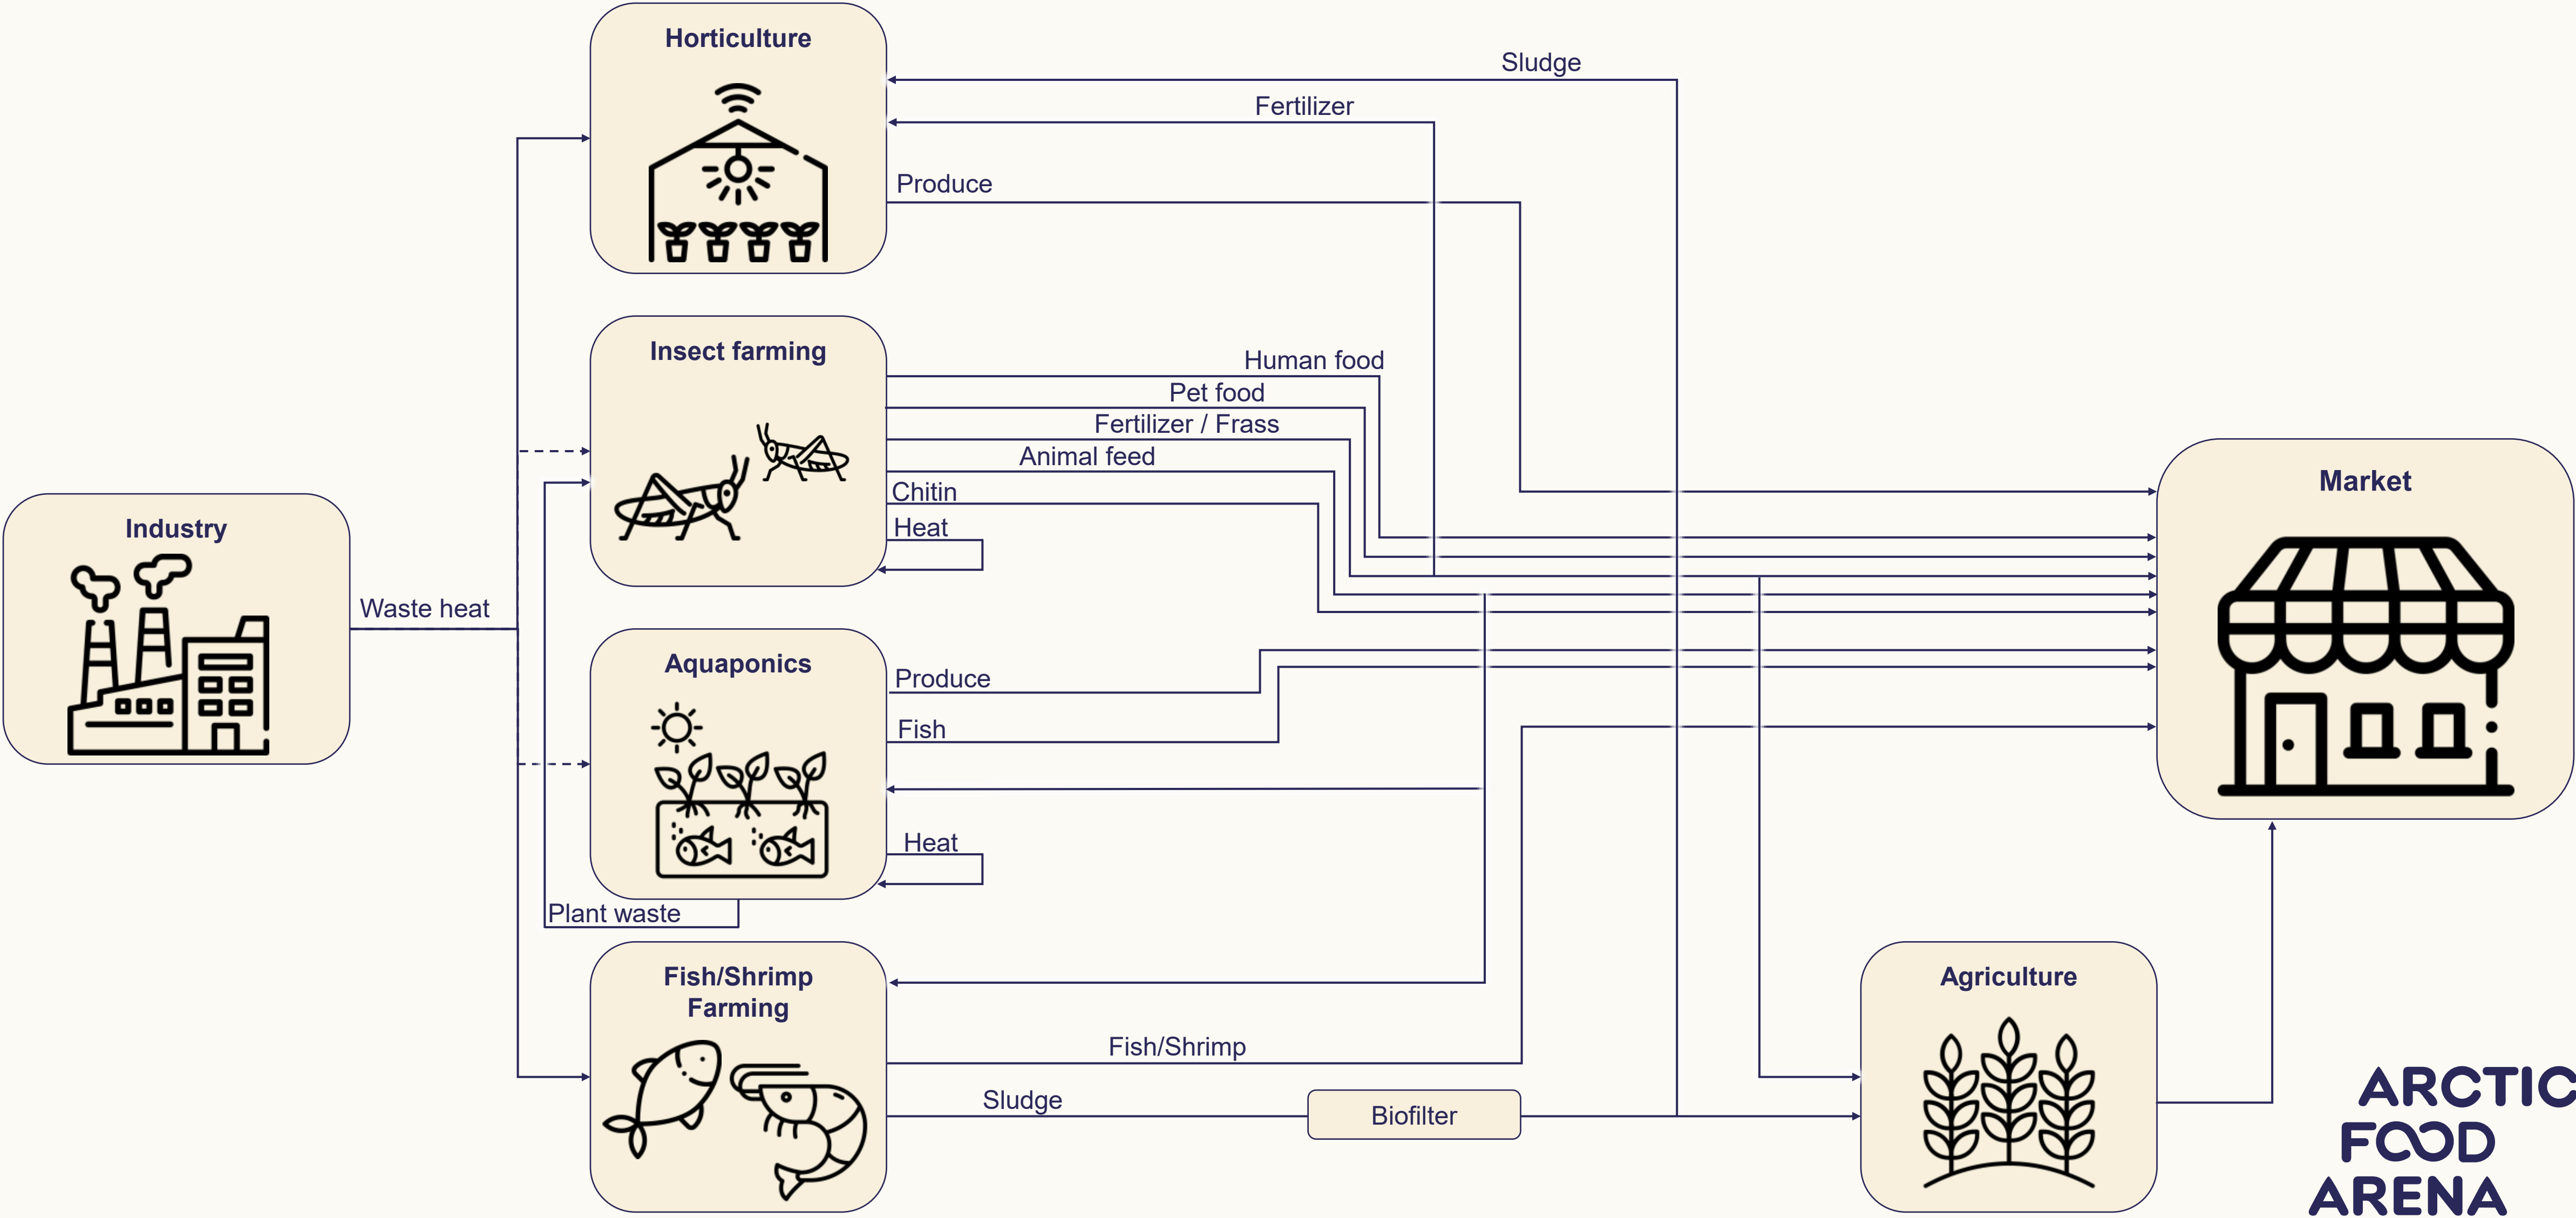 Horticulture
Sludge
Fertilizer
Produce
Insect farming
Human food
Pet food
Fertilizer / Frass
Animal feed
Chitin
Heat
Market
Industry
Waste heat
Aquaponics
Produce
Fish
Heat
Plant waste
Fish/Shrimp
Farming
Fish/Shrimp
Sludge
Biofilter
Agriculture
ARCTIC
FOOD
ARENA